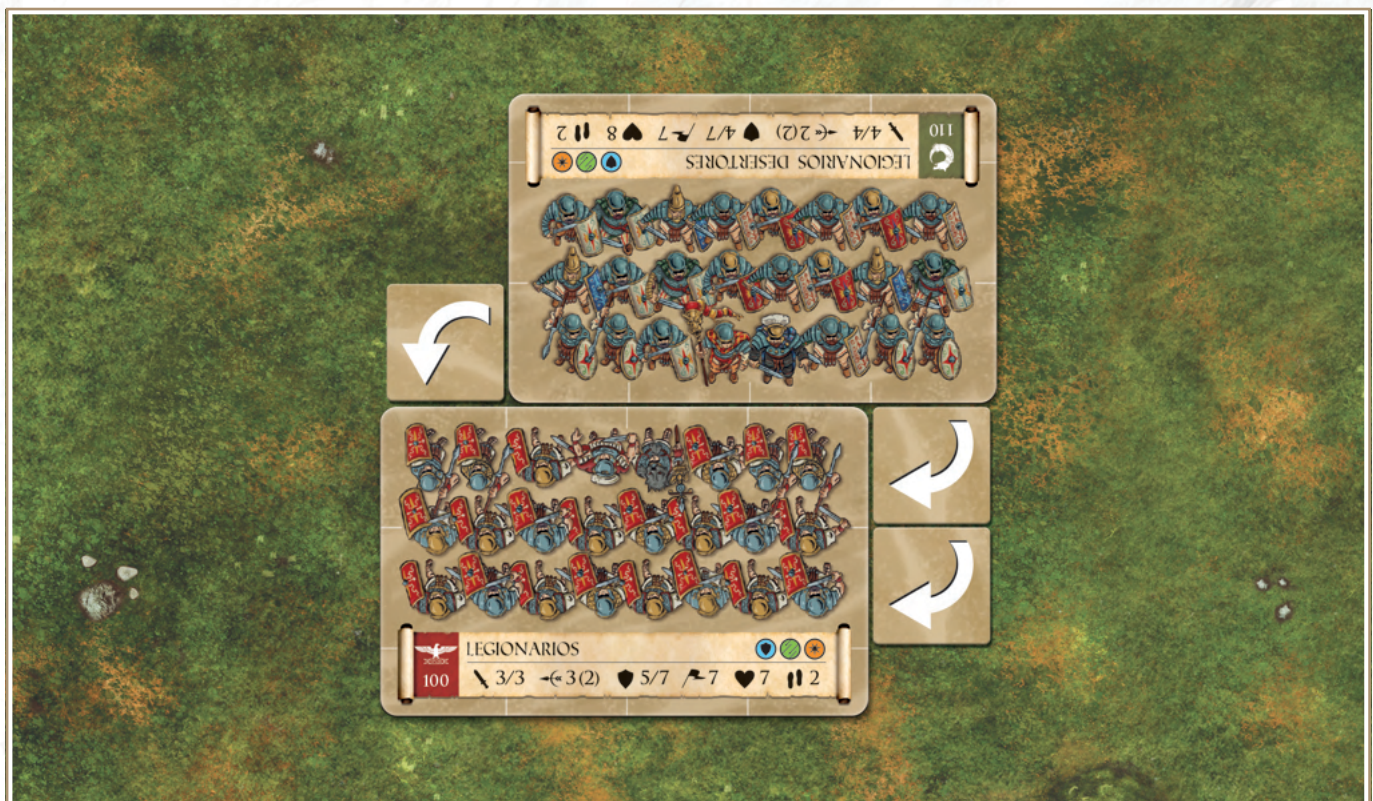 110
LEGIONARIOS DESERTORES
4/4 2(2) 4/7 7 8 2
LEGIONARIOS
100
3/3 3(2) 5/7 7 7 2